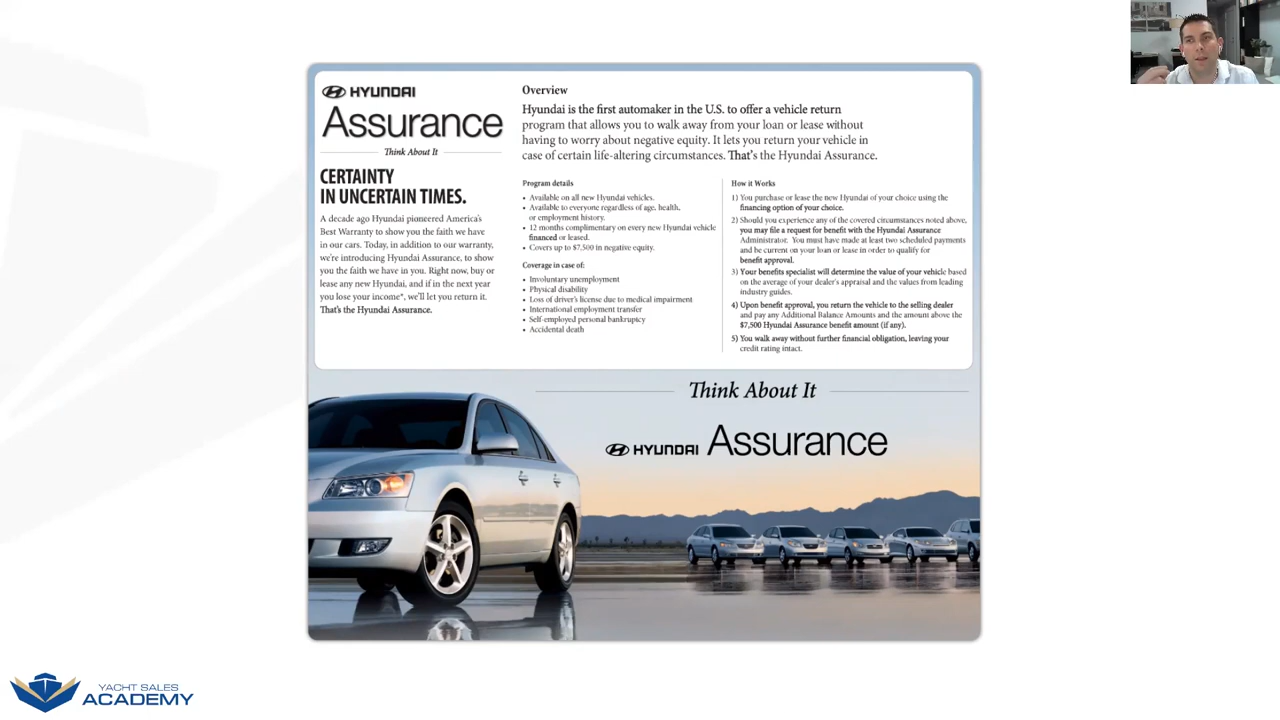 HYUNDAI
Assurance
Think About It
CERTAINTY
IN UNCERTAIN TIMES.
A decade ago Hyundai pioneered America's
Best Warranty to show you the faith we have
in our cars. Today, in addition to our warranty,
we're introducing Hyundai Assurance, to show
you the faith we have in you. Right now, buy or
lease any new Hyundai, and if in the next year
you lose your income*, we'll let you return it.
That's the Hyundai Assurance.
Overview
Hyundai is the first automaker in the U.S. to offer a vehicle return
program that allows you to walk away from your loan or lease without
having to worry about negative equity. It lets you return your vehicle in
case of certain life-altering circumstances. That's the Hyundai Assurance.
Program details
• Available on all new Hyundai vehicles.
• Available to everyone regardless of age, health,
or employment history.
• 12 months complimentary on every new Hyundai vehicle
financed or leased.
• Covers up to $7,500 in negative equity.
Coverage in case of:
• Involuntary unemployment
• Physical disability
• Loss of driver's license due to medical impairment
• International employment transfer
• Self-employed personal bankruptcy
• Accidental death
How it Works
1) You purchase or lease the new Hyundai of your choice using the
financing option of your choice.
2) Should you experience any of the covered circumstances noted above,
you may file a request for benefit with the Hyundai Assurance
Administrator. You must have made at least two scheduled payments
and be current on your loan or lease in order to qualify for
benefit approval.
3) Your benefits specialist will determine the value of your vehicle based
on the average of your dealer's appraisal and the values from leading
industry guides.
4) Upon benefit approval, you return the vehicle to the selling dealer
and pay any Additional Balance Amounts and the amount above the
$7,500 Hyundai Assurance benefit amount (if any).
5) You walk away without further financial obligation, leaving your
credit rating intact.
Think About It
HYUNDAI Assurance
YACHT SALES
ACADEMY